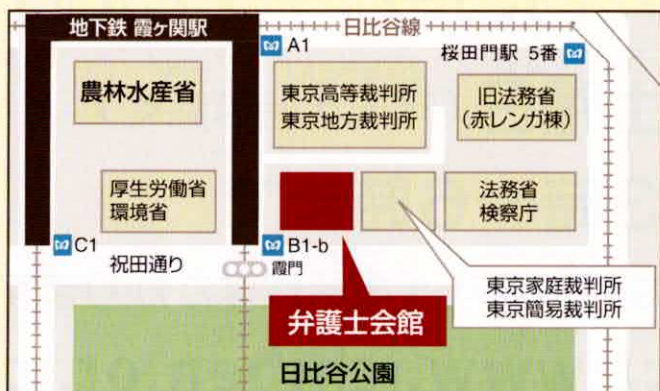 地下鉄 霞ヶ関駅
日比谷線
A1
桜田門駅 5番
農林水産省
東京高等裁判所
東京地方裁判所
旧法務省
(赤レンガ棟)
厚生労働省
環境省
法務省
検察庁
C1
B1-b
祝田通り
霞門
東京家庭裁判所
東京簡易裁判所
弁護士会館
日比谷公園